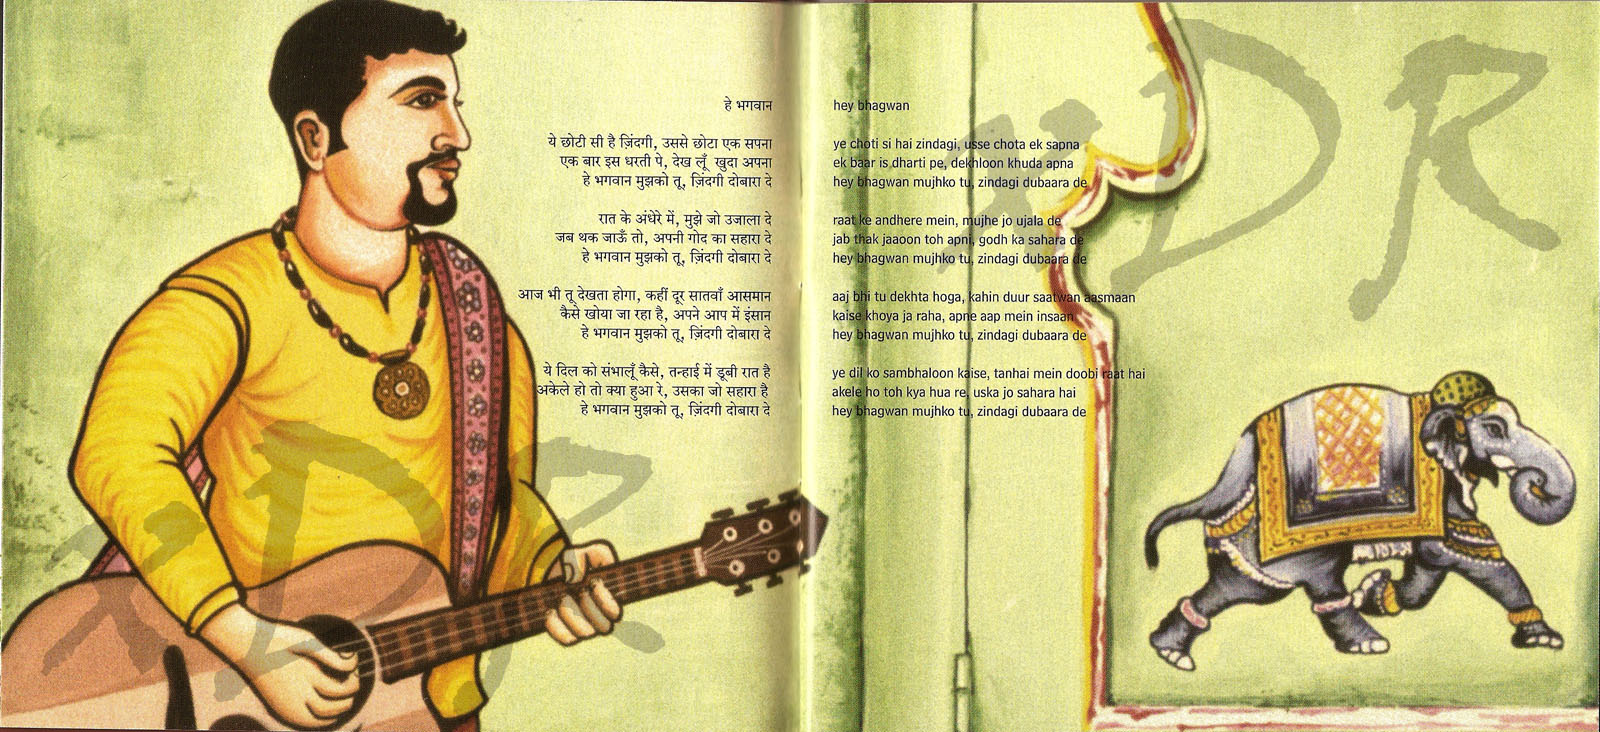 हे भगवान
ये छोटी सी है ज़िंदगी, उससे छोटा एक सपना
एक बार इस धरती पे, देख लूँ खुदा अपना
हे भगवान मुझको तू, ज़िंदगी दोबारा दे
रात के अंधेरे में, मुझे जो उजाला दे
जब थक जाऊँ तो, अपनी गोद का सहारा दे
हे भगवान मुझको तू, ज़िंदगी दोबारा दे
आज भी तू देखता होगा, कहीं दूर सातवाँ आसमान
कैसे खोया जा रहा है, अपने आप में इंसान
हे भगवान मुझको तू, ज़िंदगी दोबारा दे
ये दिल को संभालूँ कैसे, तन्हाई में डूबी रात है
अकेले हो तो क्या हुआ रे, उसका जो सहारा है
हे भगवान मुझको तू, ज़िंदगी दोबारा दे
hey bhagwan
ye choti si hai zindagi, usse chota ek sapna
ek baar is dharti pe, dekhloon khuda apna
hey bhagwan mujhko tu, zindagi dubaara de
raat ke andhere mein, mujhe jo ujala de
jab thak jaaoon toh apni, godh ka sahara de
hey bhagwan mujhko tu, zindagi dubaara de
aaj bhi tu dekhta hoga, kahin duur saatwan aasmaan
kaise khoya ja raha, apne aap mein insaan
hey bhagwan mujhko tu, zindagi dubaara de
ye dil ko sambhaloon kaise, tanhai mein doobi raat hai
akele ho toh kya hua re, uska jo sahara hai
hey bhagwan mujhko tu, zindagi dubaara de